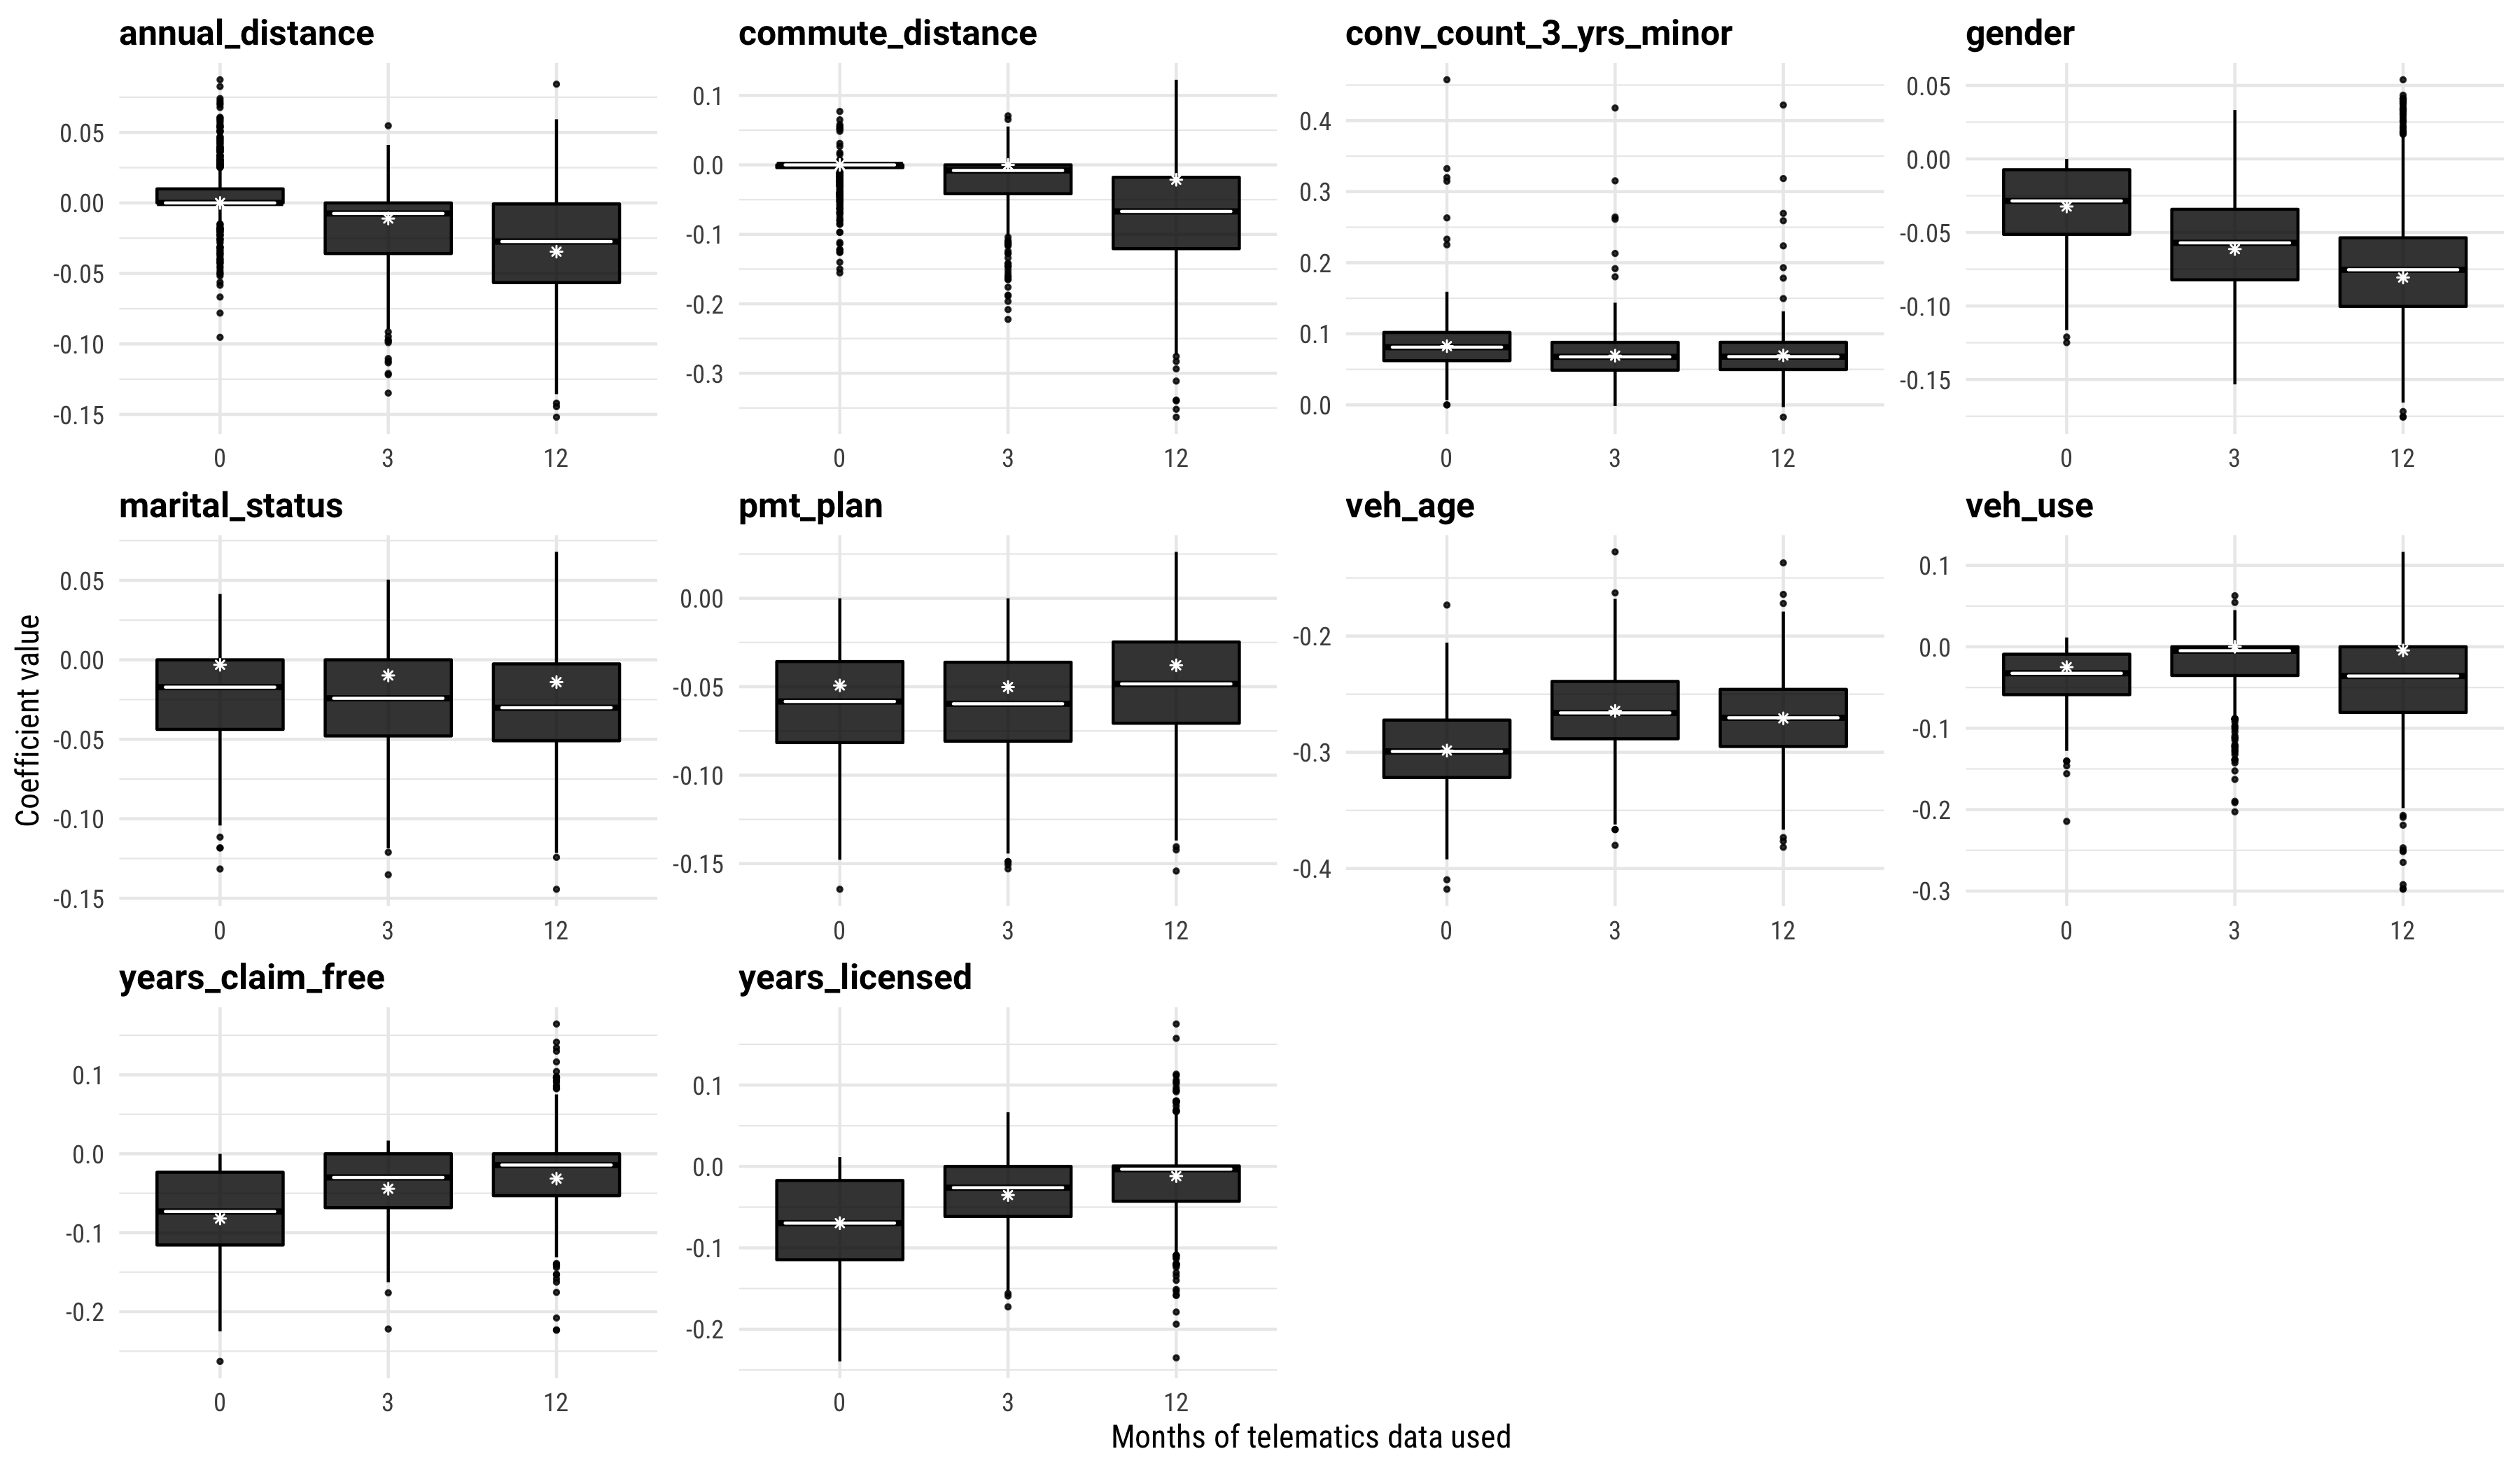 annual_distance
commute_distance
conv_count_3_yrs_minor
gender
0.05
0.00
-0.05
-0.10
-0.15
0 3 12
0.1
0.0
-0.1
-0.2
-0.3
0 3 12
0.4
0.3
0.2
0.1
0.0
0 3 12
0.05
0.00
-0.05
-0.10
-0.15
0 3 12
marital_status
pmt_plan
veh_age
veh_use
Coefficient value
0.05
0.00
-0.05
-0.10
-0.15
0 3 12
0.00
-0.05
-0.10
-0.15
0 3 12
-0.2
-0.3
-0.4
0 3 12
0.1
0.0
-0.1
-0.2
-0.3
0 3 12
years_claim_free
years_licensed
0.1
0.0
-0.1
-0.2
0 3 12
0.1
0.0
-0.1
-0.2
0 3 12
Months of telematics data used